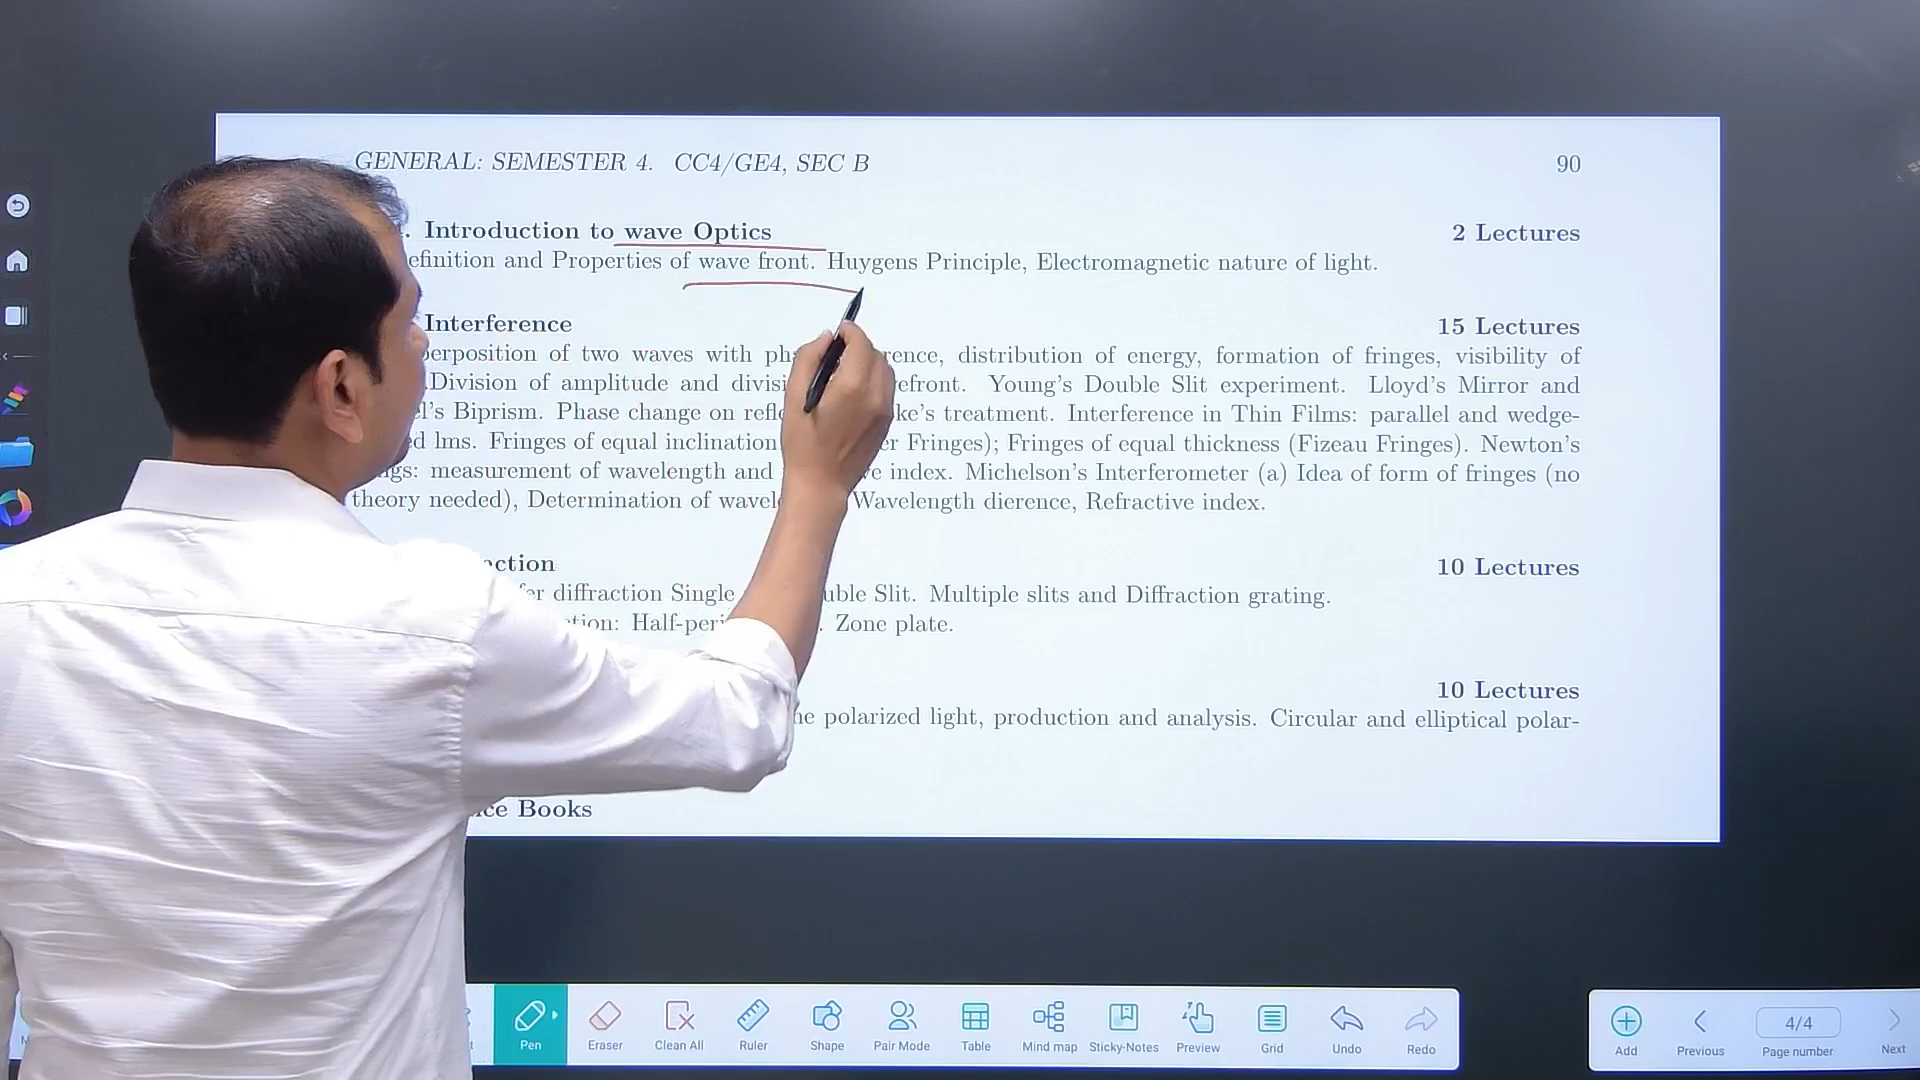 GENERAL: SEMESTER 4. CC4/GE4, SEC B 90
. Introduction to wave Optics 2 Lectures
efinition and Properties of wave front. Huygens Principle, Electromagnetic nature of light.
Interference 15 Lectures
perposition of two waves with ph rence, distribution of energy, formation of fringes, visibility of
.Division of amplitude and divisi efront. Young's Double Slit experiment. Lloyd's Mirror and
l's Biprism. Phase change on refl ke's treatment. Interference in Thin Films: parallel and wedge-
ed lms. Fringes of equal inclination er Fringes); Fringes of equal thickness (Fizeau Fringes). Newton's
ngs: measurement of wavelength and ve index. Michelson's Interferometer (a) Idea of form of fringes (no
theory needed), Determination of wavel Wavelength dierence, Refractive index.
ction 10 Lectures
fer diffraction Single uble Slit. Multiple slits and Diffraction grating.
tion: Half-peri . Zone plate.
10 Lectures
ne polarized light, production and analysis. Circular and elliptical polar-
ce Books
Pen Eraser Clean All Ruler Shape Pair Mode Table Mind map Sticky-Notes Preview Grid Undo Redo
Add Previous 4/4 Page number Next